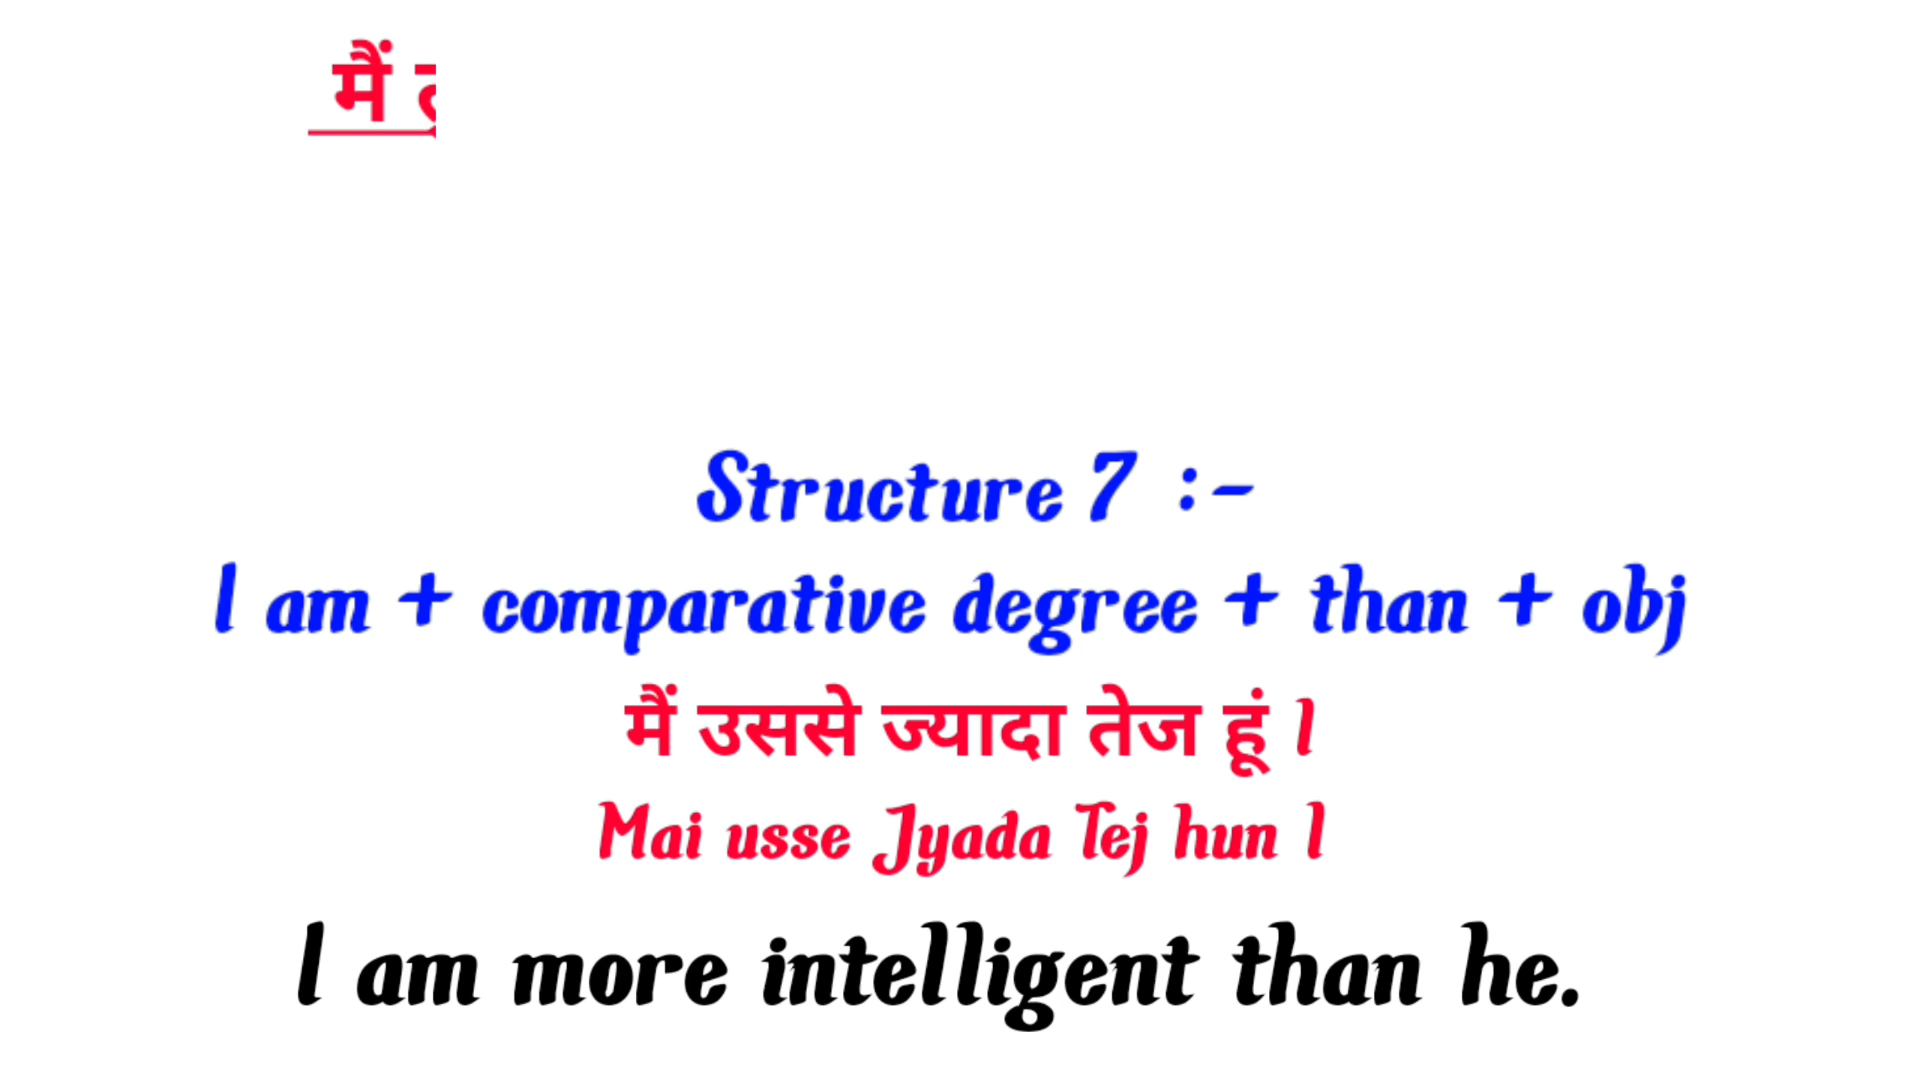 मैं
Structure 7 :-
I am + comparative degree + than + obj
मैं उससे ज्यादा तेज हूं l
Mai usse Jyada Tej hun l
I am more intelligent than he.